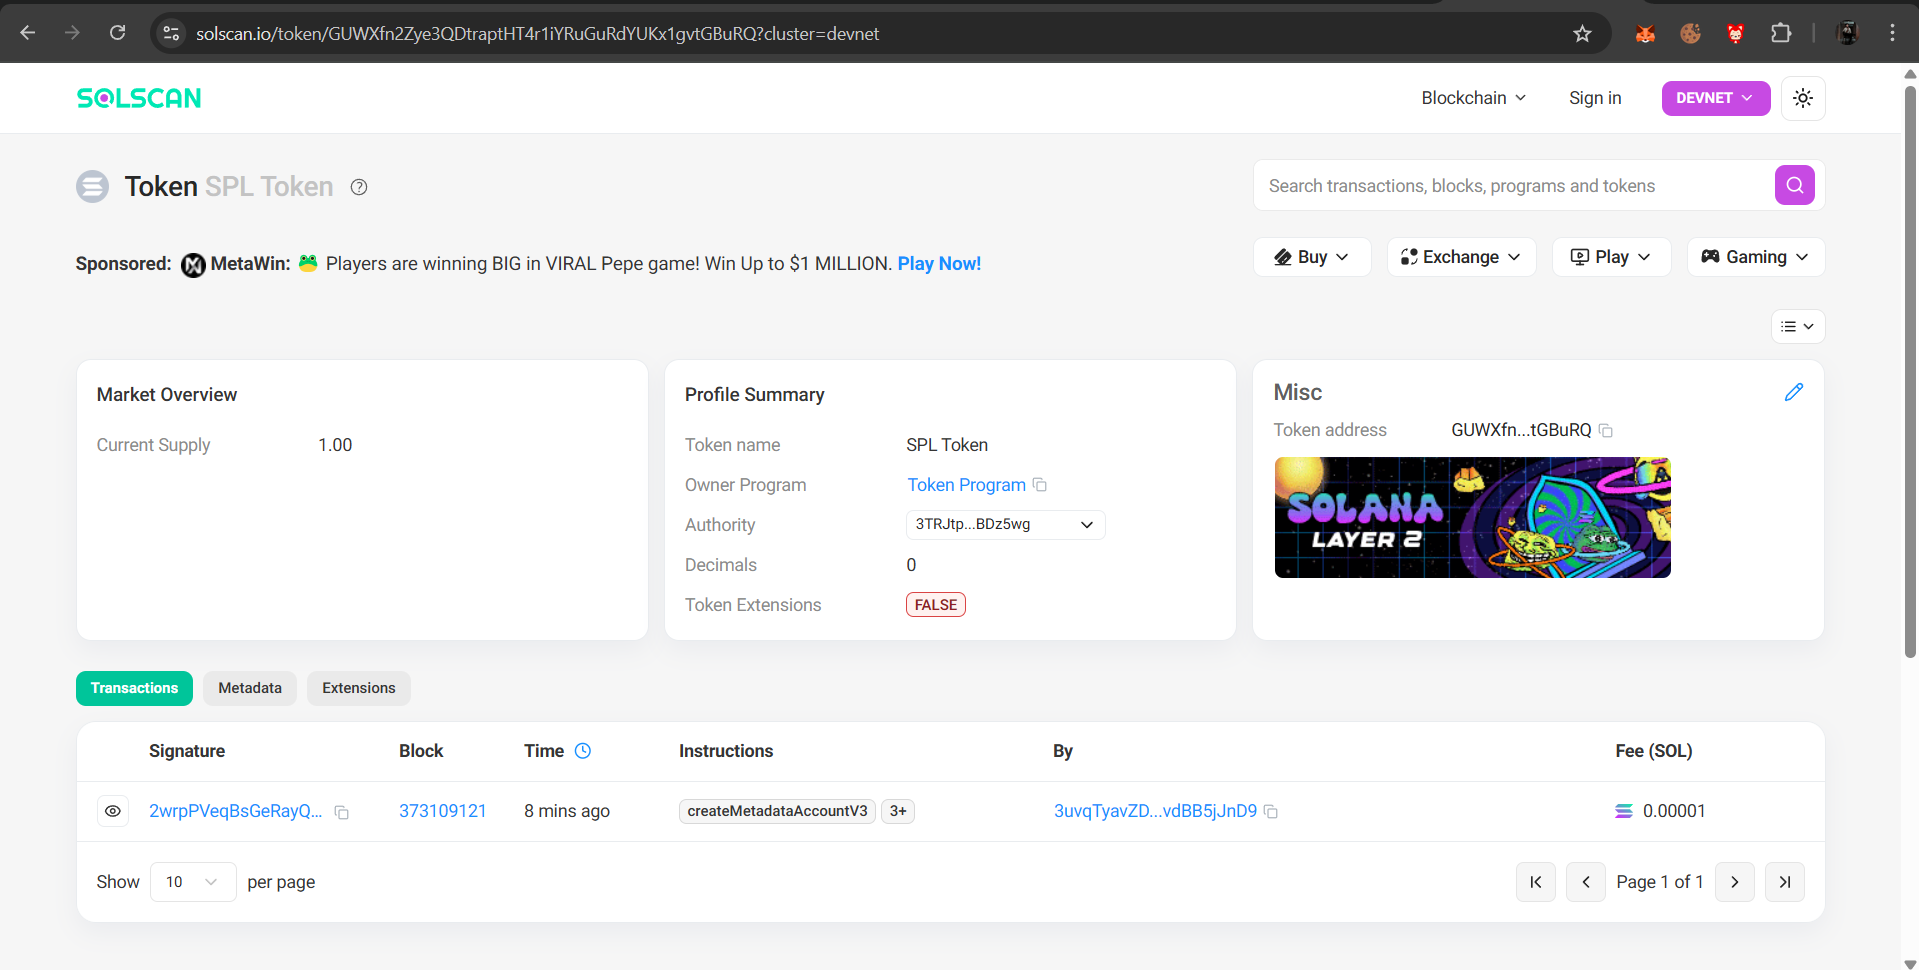 solscan.io/token/GUWXfn2Zye3QDtraptHT4r1iYRuGuRdYUKx1gvtGBuRQ?cluster=devnet
SOLSCAN
Blockchain
Sign in
DEVNET
Token SPL Token
Search transactions, blocks, programs and tokens
Sponsored: MetaWin: Players are winning BIG in VIRAL Pepe game! Win Up to $1 MILLION. Play Now!
Buy
Exchange
Play
Gaming
Market Overview
Current Supply 1.00
Profile Summary
Token name SPL Token
Owner Program Token Program
Authority 3TRJtp...BDz5wg
Decimals 0
Token Extensions FALSE
Misc
Token address GUWXfn...tGBuRQ
SOLANA
LAYER 2
Transactions Metadata Extensions
Signature Block Time Instructions By Fee (SOL)
2wrpPVeqBsGeRayQ... 373109121 8 mins ago createMetadataAccountV3 3+ 3uvqTyavZD...vdBB5jJnD9 0.00001
Show 10 per page
Page 1 of 1